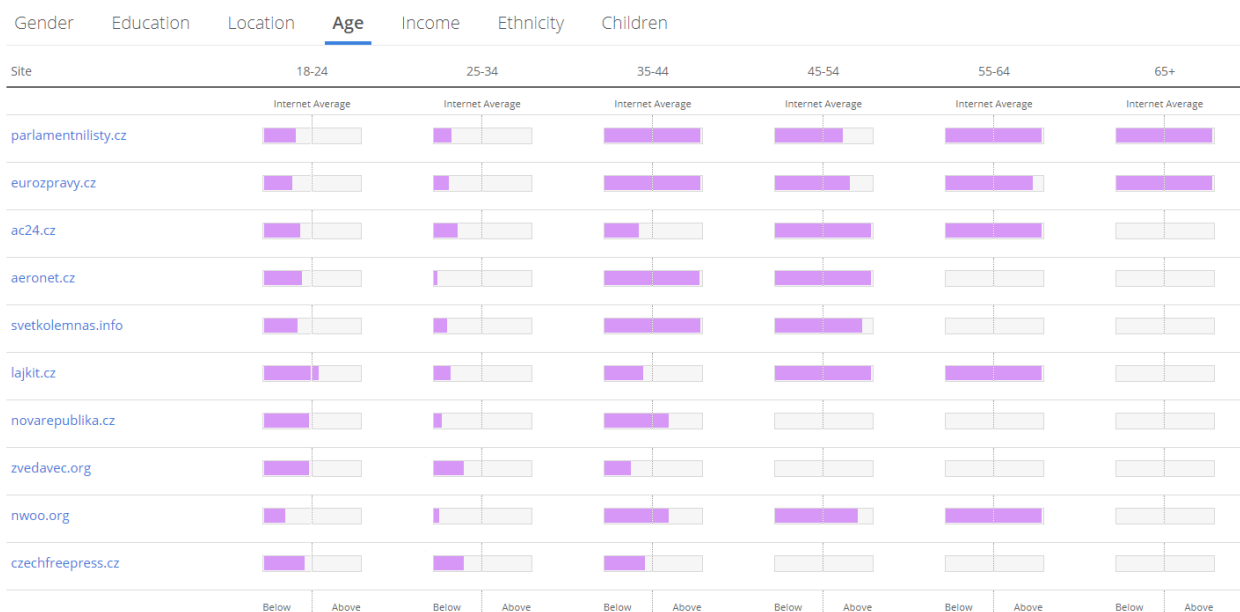 Gender Education Location Age Income Ethnicity Children
Site 18-24 25-34 35-44 45-54 55-64 65+
Internet Average Internet Average Internet Average Internet Average Internet Average Internet Average
parlamentnilisty.cz
eurozpravy.cz
ac24.cz
aeronet.cz
svetkolemnas.info
lajkit.cz
novarepublika.cz
zvedavec.org
nwoo.org
czechfreepress.cz
Below Above Below Above Below Above Below Above Below Above Below Above